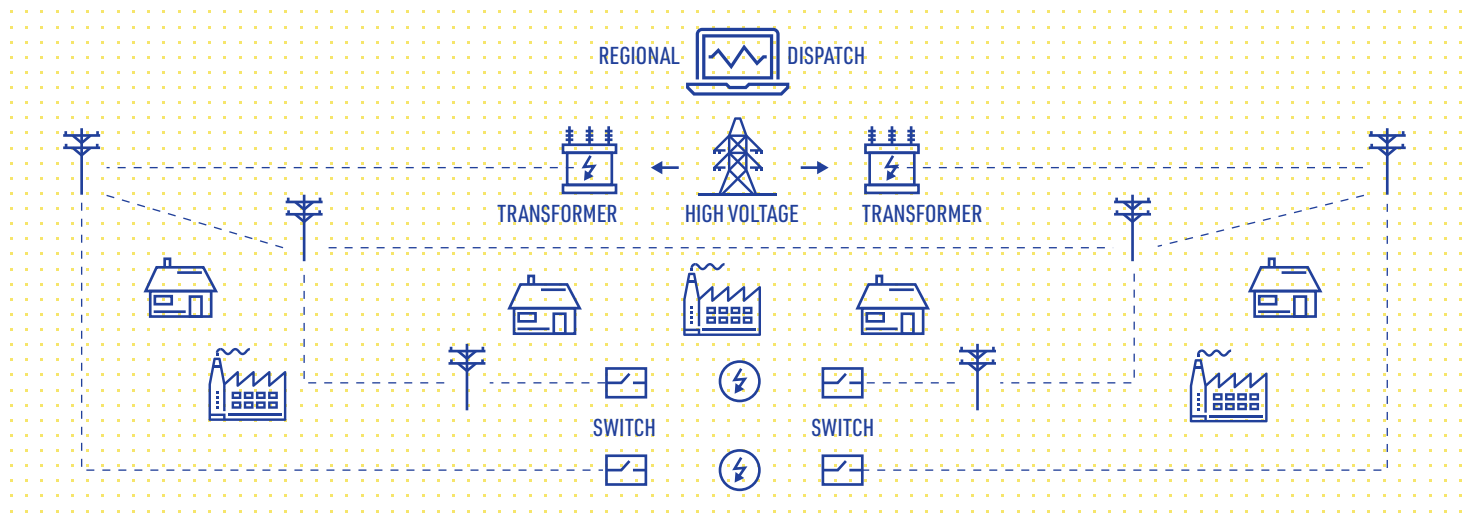 REGIONAL DISPATCH
TRANSFORMER HIGH VOLTAGE TRANSFORMER
SWITCH SWITCH